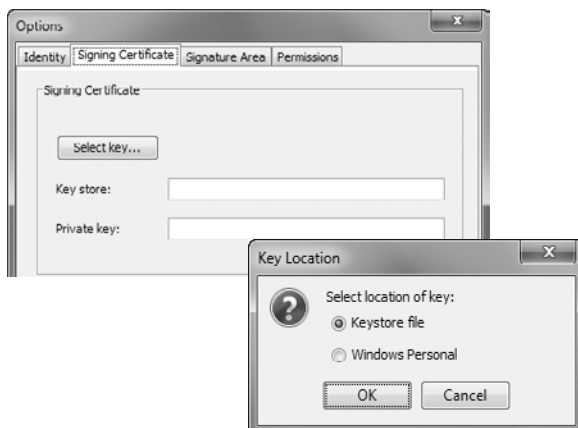 Options
Identity Signing Certificate Signature Area Permissions
Signing Certificate
Select key...
Key store:
Private key:
Key Location
Select location of key:
Keystore file
Windows Personal
OK Cancel